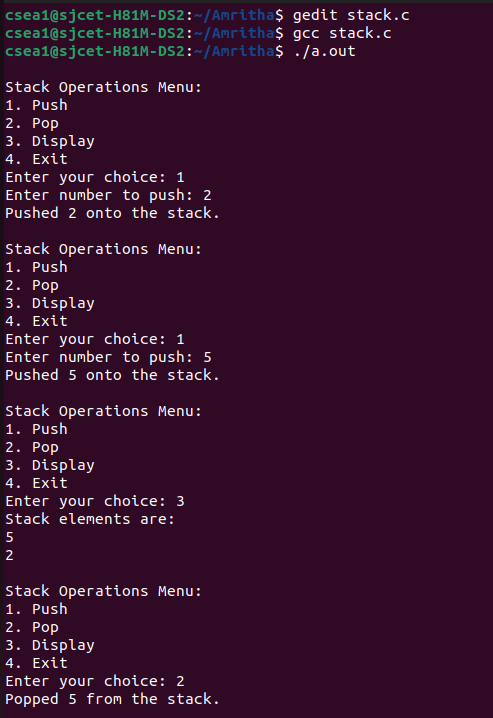 csea1@sjcet-H81M-DS2:~/Amritha$ gedit stack.c
csea1@sjcet-H81M-DS2:~/Amritha$ gcc stack.c
csea1@sjcet-H81M-DS2:~/Amritha$ ./a.out
Stack Operations Menu:
1. Push
2. Pop
3. Display
4. Exit
Enter your choice: 1
Enter number to push: 2
Pushed 2 onto the stack.
Stack Operations Menu:
1. Push
2. Pop
3. Display
4. Exit
Enter your choice: 1
Enter number to push: 5
Pushed 5 onto the stack.
Stack Operations Menu:
1. Push
2. Pop
3. Display
4. Exit
Enter your choice: 3
Stack elements are:
5
2
Stack Operations Menu:
1. Push
2. Pop
3. Display
4. Exit
Enter your choice: 2
Popped 5 from the stack.